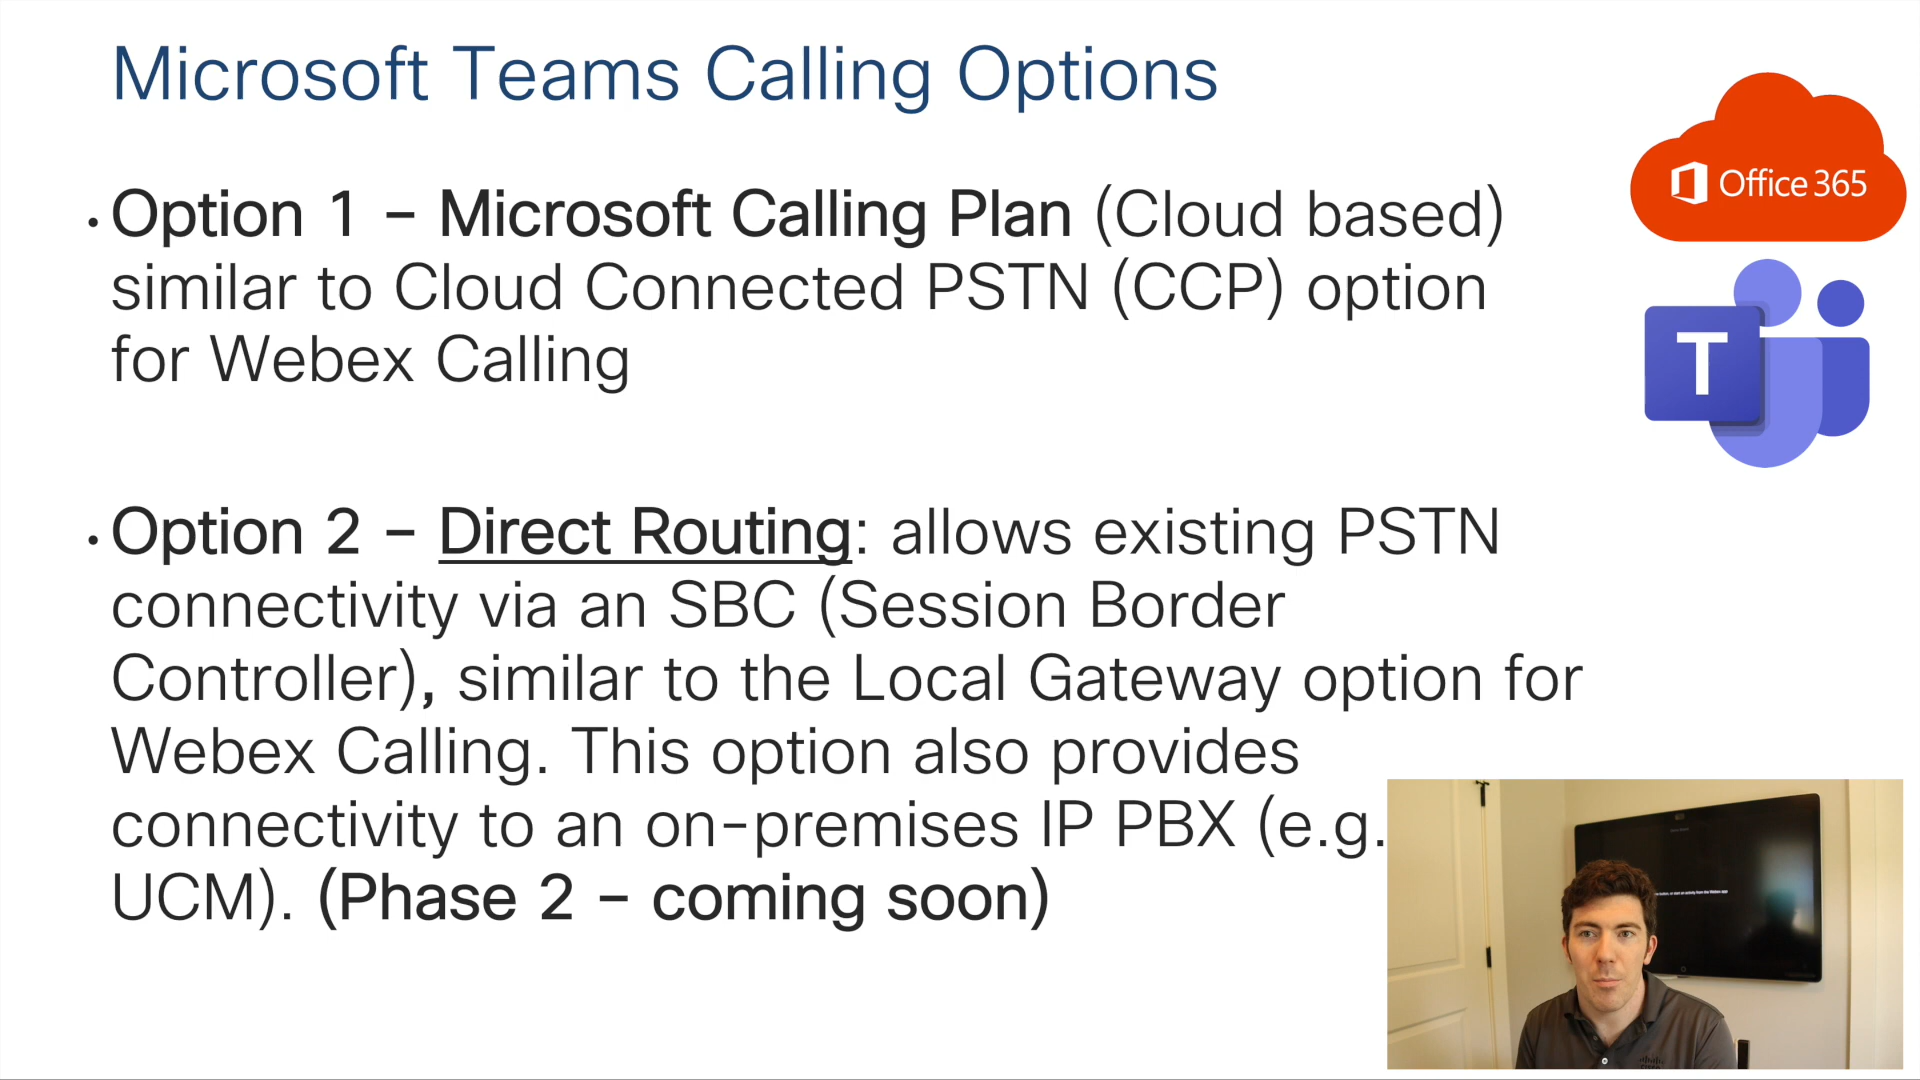 Microsoft Teams Calling Options
Office 365
• Option 1 – Microsoft Calling Plan (Cloud based)
similar to Cloud Connected PSTN (CCP) option
for Webex Calling
T
• Option 2 – Direct Routing: allows existing PSTN
connectivity via an SBC (Session Border
Controller), similar to the Local Gateway option for
Webex Calling. This option also provides
connectivity to an on-premises IP PBX (e.g.
UCM). (Phase 2 – coming soon)